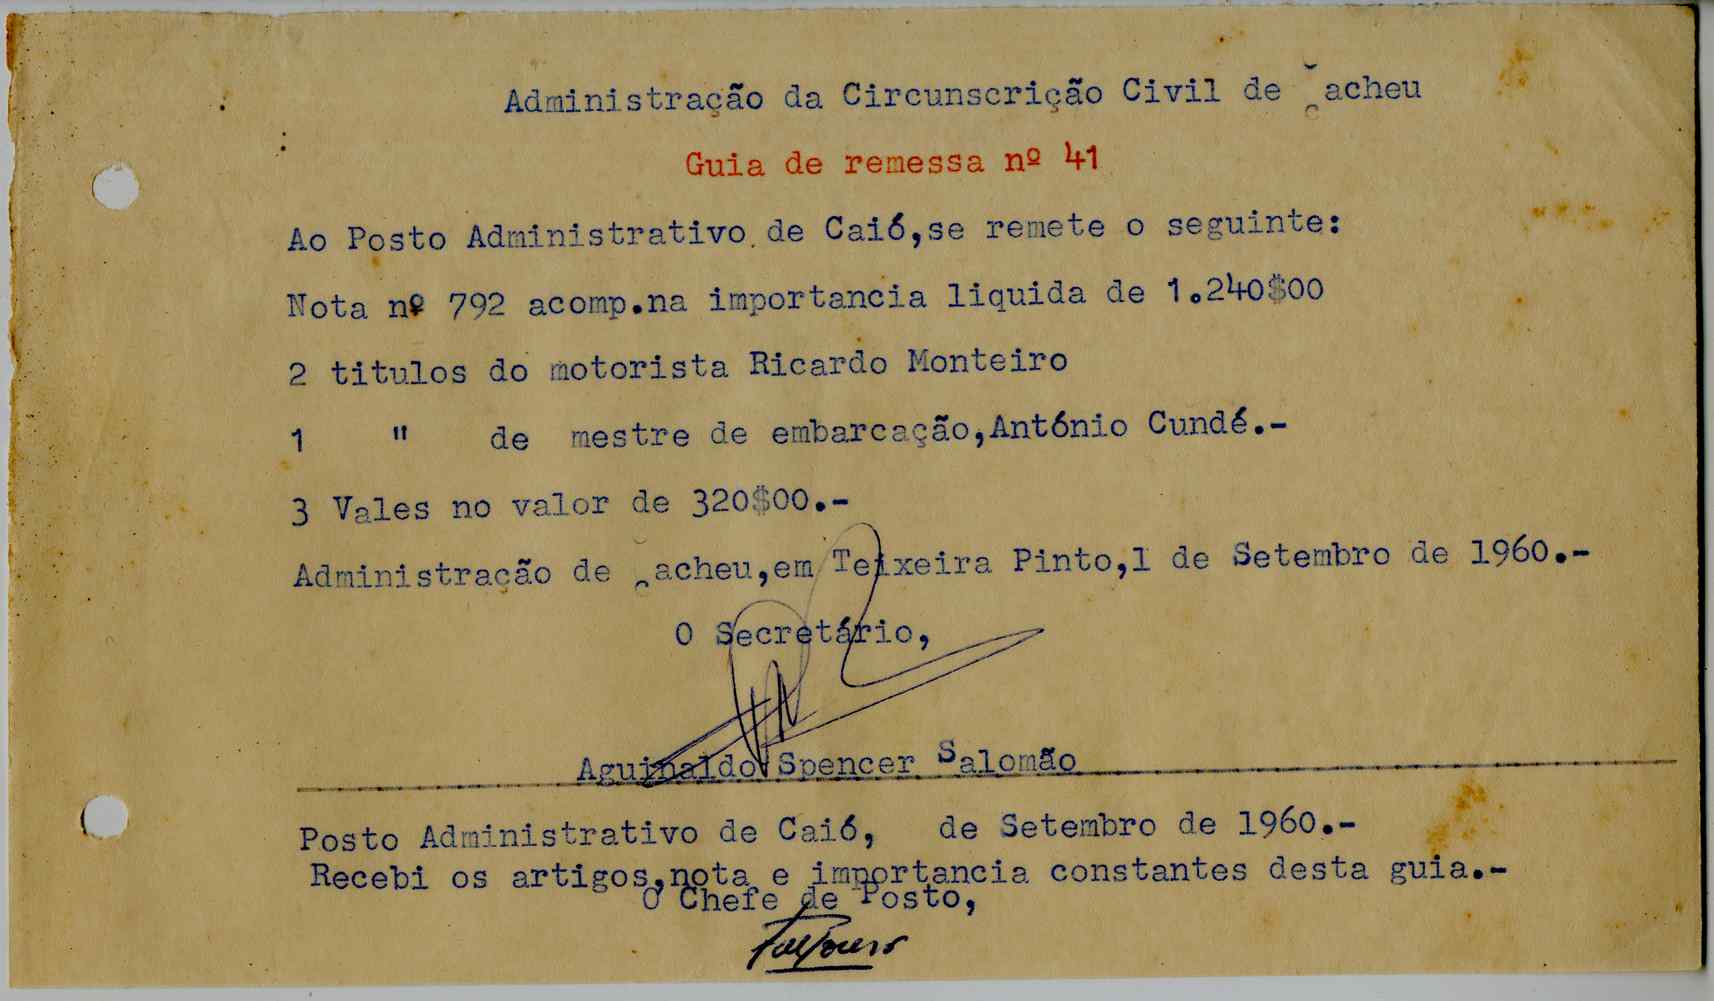 Administração da Circunscrição Civil de Cacheu
Guia de remessa nº 41
Ao Posto Administrativo de Caió,se remete o seguinte:
Nota nº 792 acomp.na importancia liquida de 1.240$00
2 titulos do motorista Ricardo Monteiro
1 " de mestre de embarcação,António Cundé.-
3 Vales no valor de 320$00.-
Administração de Cacheu,em Teixeira Pinto,1 de Setembro de 1960.-
O Secretário,
Aguinaldo Spencer Salomão
Posto Administrativo de Caió, de Setembro de 1960.-
Recebi os artigos,nota e importancia constantes desta guia.-
O Chefe de Posto,